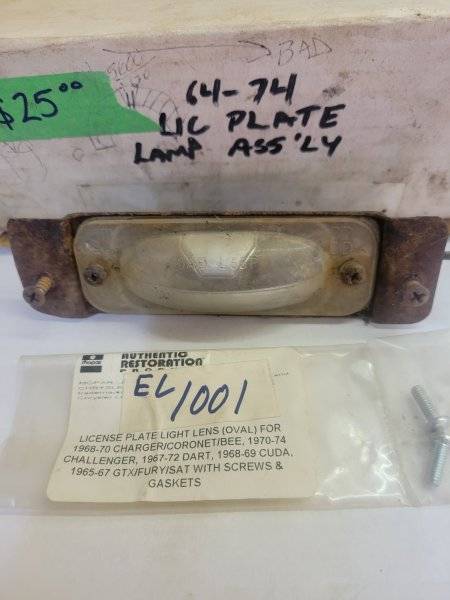 BAD
$25⁰⁰
64-74
LIC PLATE
LAMP ASS'LY
AUTHENTIC
RESTORATION
EL/1001
LICENSE PLATE LIGHT LENS (OVAL) FOR
1968-70 CHARGER/CORONET/BEE, 1970-74
CHALLENGER, 1967-72 DART, 1968-69 CUDA,
1965-67 GTX/FURY/SAT WITH SCREWS &
GASKETS